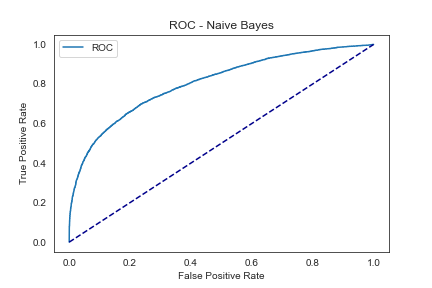 ROC - Naive Bayes
ROC
True Positive Rate
1.0
0.8
0.6
0.4
0.2
0.0
0.0 0.2 0.4 0.6 0.8 1.0
False Positive Rate